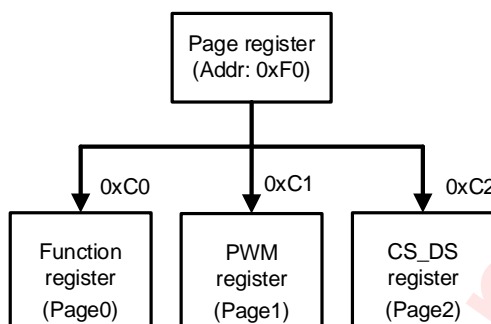 Page register
(Addr: 0xF0)
0xC0
0xC1
0xC2
Function
register
(Page0)
PWM
register
(Page1)
CS_DS
register
(Page2)